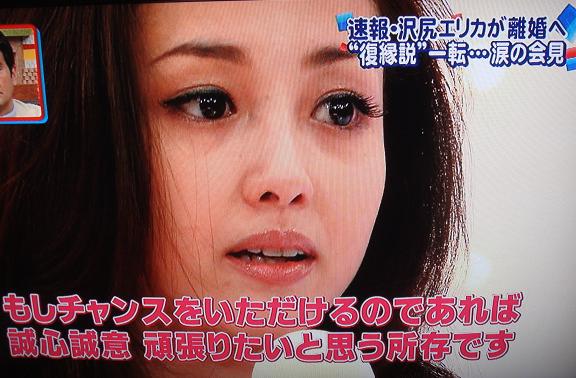 速報・沢尻エリカが離婚へ
“復縁説”一転…涙の会見
もしチャンスをいただけるのであれば
誠心誠意 頑張りたいと思う所存です